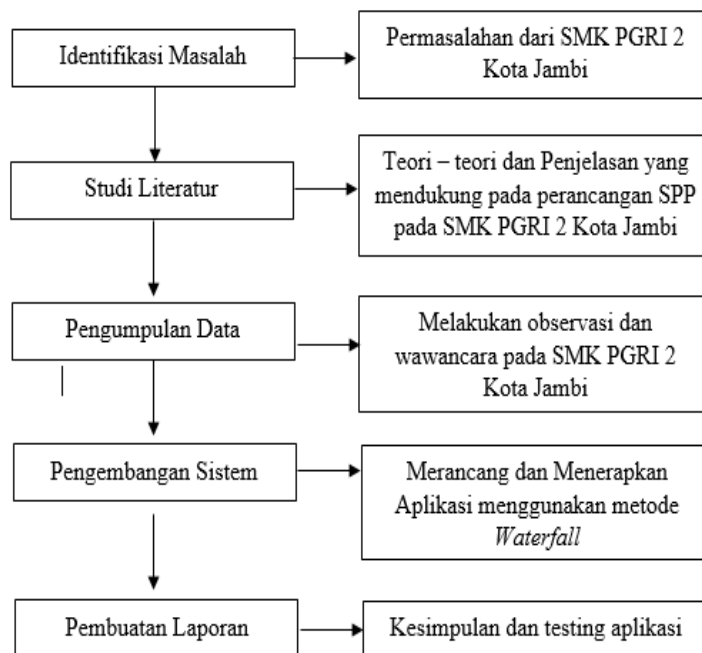 Identifikasi Masalah
Permasalahan dari SMK PGRI 2
Kota Jambi
Studi Literatur
Teori – teori dan Penjelasan yang
mendukung pada perancangan SPP
pada SMK PGRI 2 Kota Jambi
Pengumpulan Data
Melakukan observasi dan
wawancara pada SMK PGRI 2
Kota Jambi
Pengembangan Sistem
Merancang dan Menerapkan
Aplikasi menggunakan metode
Waterfall
Pembuatan Laporan
Kesimpulan dan testing aplikasi